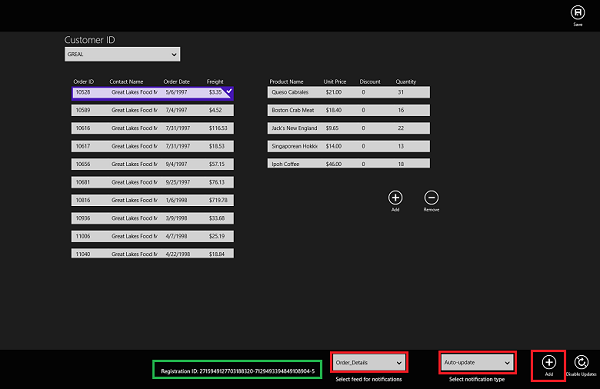 Save
Customer ID
GREAL
Order ID Contact Name Order Date Freight
10528 Great Lakes Food M 5/6/1997 $3.35
10589 Great Lakes Food M 7/4/1997 $4.52
10616 Great Lakes Food M 7/31/1997 $116.53
10617 Great Lakes Food M 7/31/1997 $18.53
10656 Great Lakes Food M 9/4/1997 $57.15
10681 Great Lakes Food M 9/25/1997 $76.13
10816 Great Lakes Food M 1/6/1998 $719.78
10936 Great Lakes Food M 3/9/1998 $33.68
11006 Great Lakes Food M 4/7/1998 $25.19
11040 Great Lakes Food M 4/22/1998 $18.84
Product Name Unit Price Discount Quantity
Queso Cabrales $21.00 0 31
Boston Crab Meat $18.40 0 16
Jack's New England $9.65 0 22
Singaporean Hokkie $14.00 0 13
Ipoh Coffee $46.00 0 18
Add Remove
Registration ID: 2715949127703188320-7129493394849108904-5
Order_Details
Select feed for notifications
Auto-update
Select notification type
Add Disable Updates